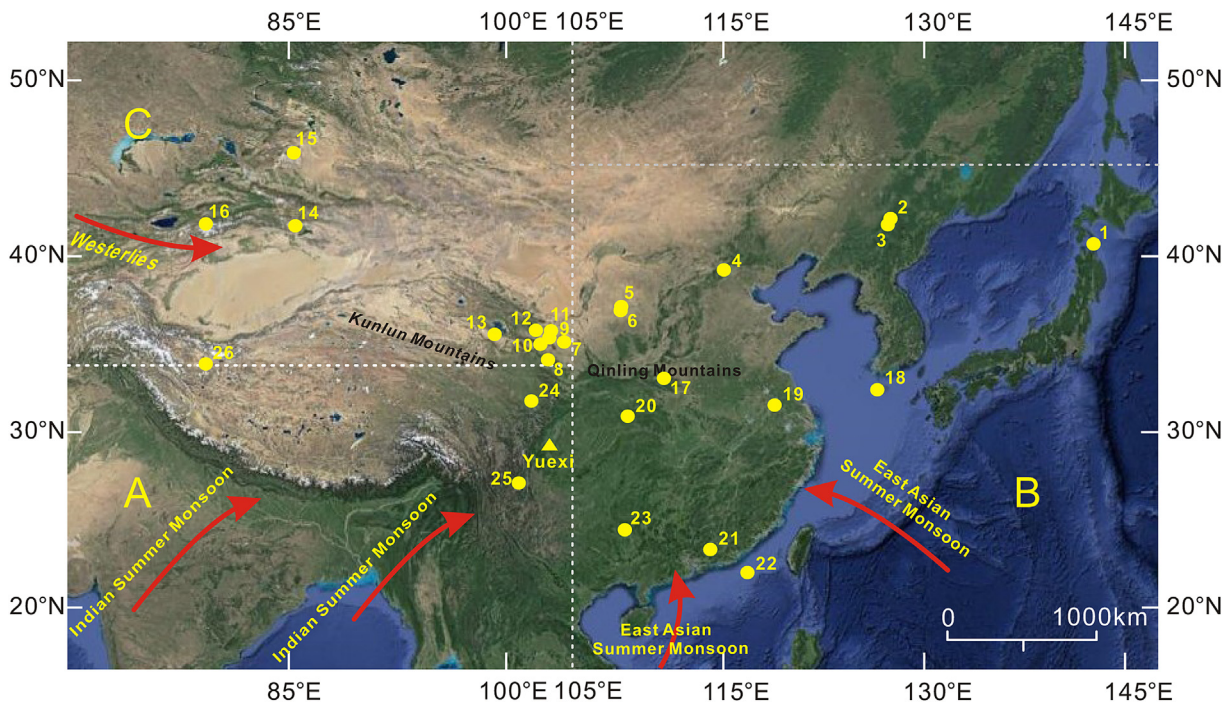 85°E 100°E 105°E 115°E 130°E 145°E
50°N 50°N
C
15
16 14
2
3
1
Westerlies
40°N 40°N
4
5
6
11
12 9
13 10 7
8
Kunlun Mountains
26
Qinling Mountains
17
24
18
19
20
30°N 30°N
Yuexi
25
A
B
East Asian
Summer Monsoon
Indian Summer Monsoon
Indian Summer Monsoon
23
21
22
20°N 20°N
0 1000km
East Asian
Summer Monsoon
85°E 100°E 105°E 115°E 130°E 145°E